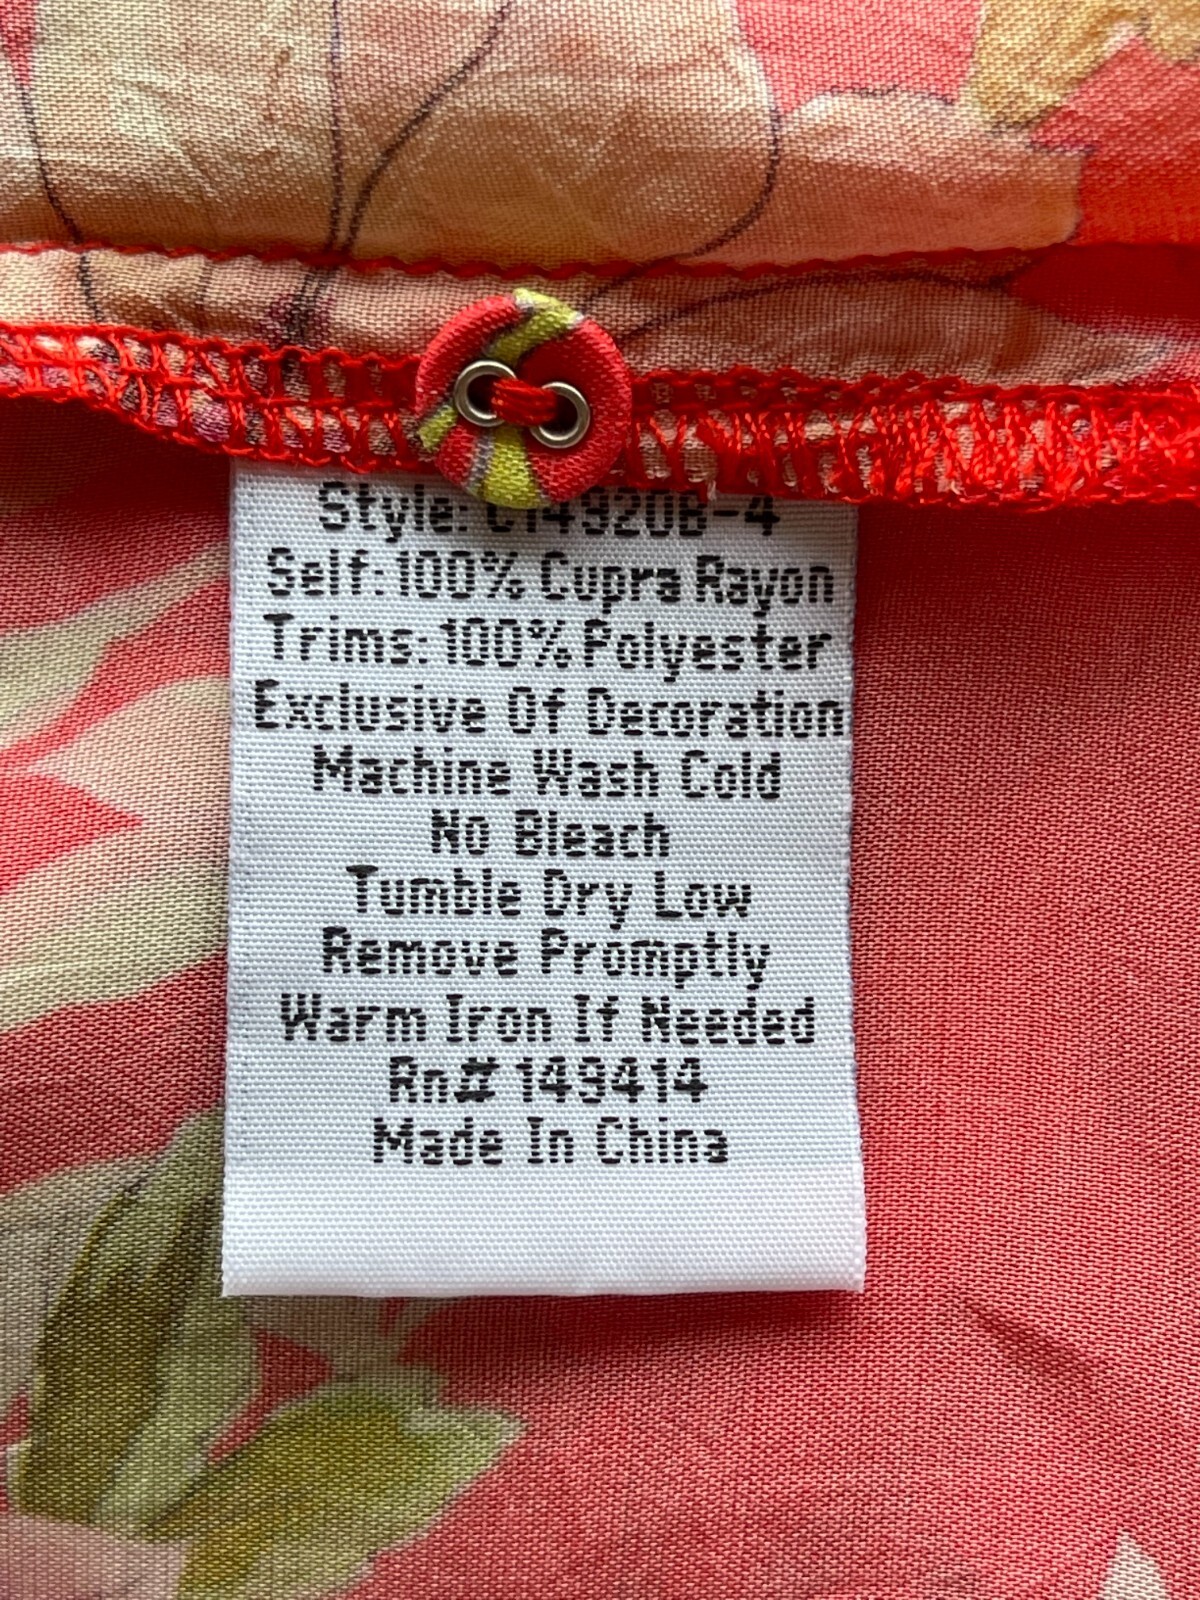 Style: C14920B-4
Self: 100% Cupra Rayon
Trims: 100% Polyester
Exclusive Of Decoration
Machine Wash Cold
No Bleach
Tumble Dry Low
Remove Promptly
Warm Iron If Needed
Rn# 149414
Made In China